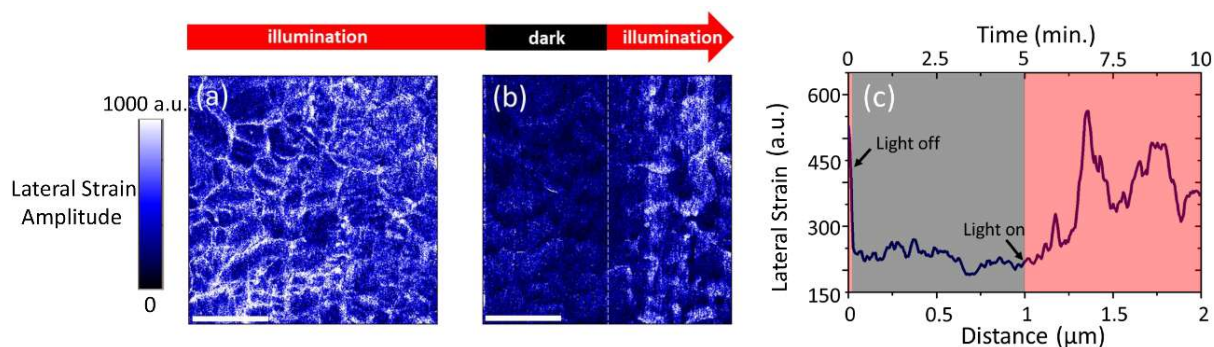 illumination
dark
illumination
1000 a.u.
Lateral Strain
Amplitude
0
(a)
(b)
Time (min.)
0 2.5 5 7.5 10
(c)
600
450
300
150
Lateral Strain (a.u.)
Light off
Light on
0 0.5 1 1.5 2
Distance (μm)